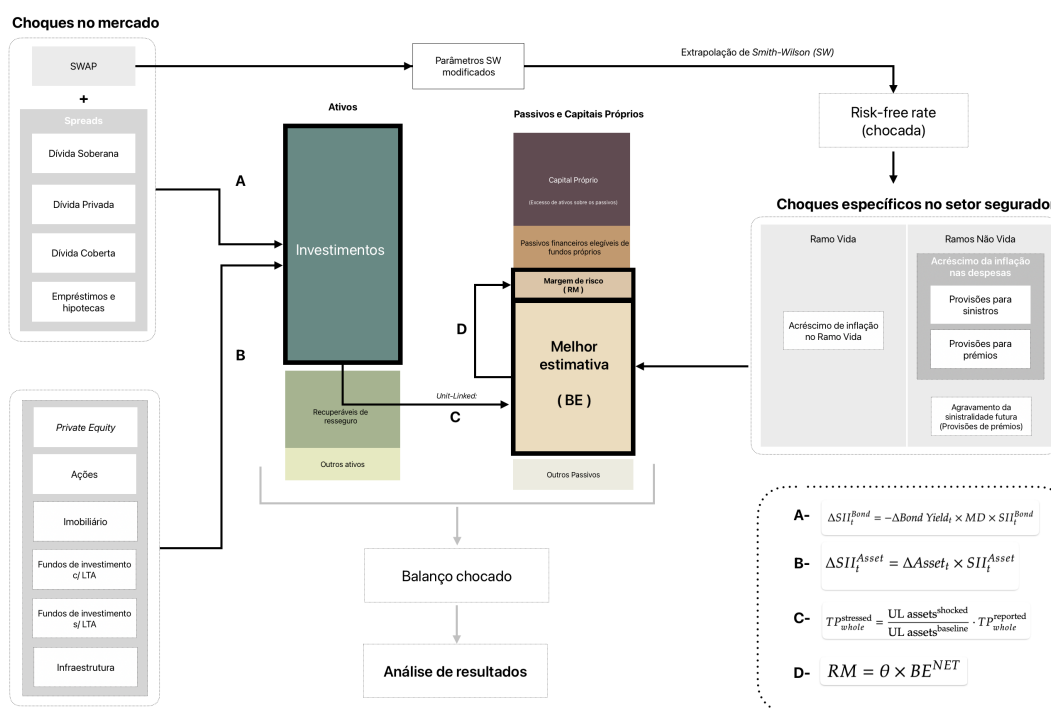 Choques no mercado
SWAP
+
Spreads
Dívida Soberana
Dívida Privada
Dívida Coberta
Empréstimos e
hipotecas
Private Equity
Ações
Imobiliário
Fundos de investimento
c/ LTA
Fundos de investimento
s/ LTA
Infraestrutura
Parâmetros SW
modificados
Extrapolação de Smith-Wilson (SW)
Risk-free rate
(chocada)
A
B
Ativos
Investimentos
Recuperáveis de
resseguro
Outros ativos
Unit-Linked:
C
D
Passivos e Capitais Próprios
Capital Próprio
(Excesso de ativos sobre os passivos)
Passivos financeiros elegíveis de
fundos próprios
Margem de risco
( RM )
Melhor
estimativa
( BE )
Outros Passivos
Balanço chocado
Análise de resultados
Choques específicos no setor segurador
Ramo Vida
Acréscimo de inflação
no Ramo Vida
Ramos Não Vida
Acréscimo da inflação
nas despesas
Provisões para
sinistros
Provisões para
prémios
Agravamento da
sinistralidade futura
(Provisões de prémios)
A- ΔSII_t^{Bond} = −ΔBond Yield_t × MD × SII_t^{Bond}
B- ΔSII_t^{Asset} = ΔAsset_t × SII_t^{Asset}
C- TP_{whole}^{stressed} = UL assets^{shocked} / UL assets^{baseline} · TP_{whole}^{reported}
D- RM = θ × BE^{NET}